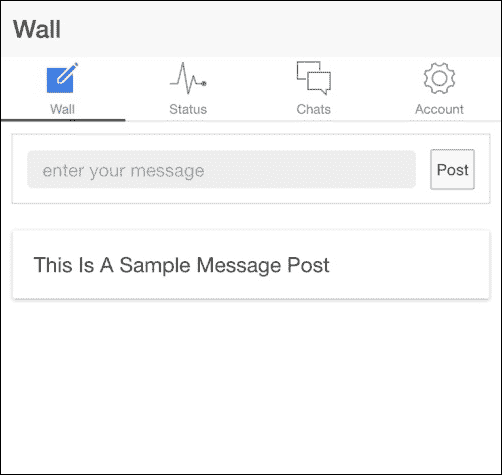 Wall
Wall Status Chats Account
enter your message Post
This Is A Sample Message Post